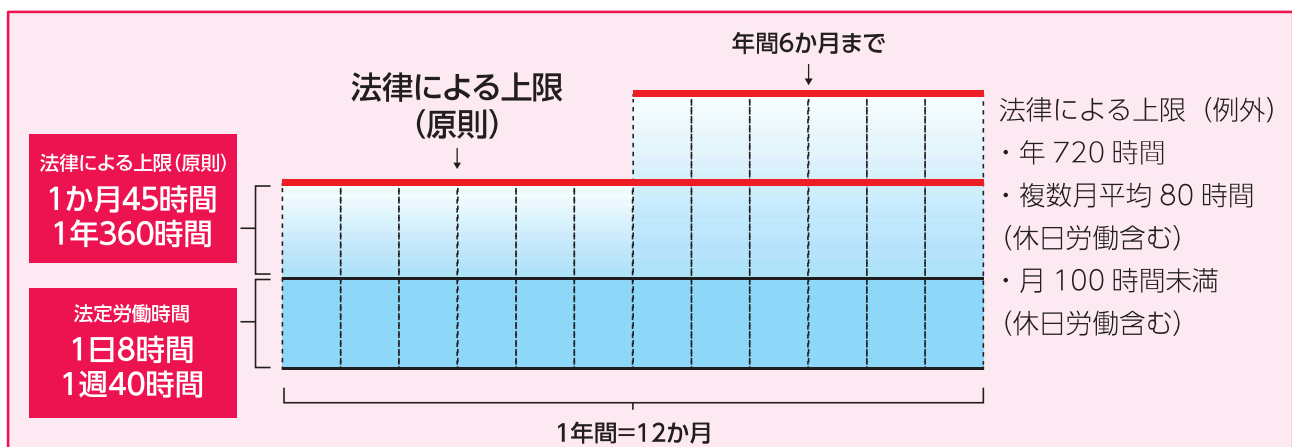 年間6か月まで
法律による上限
（原則）
法律による上限（原則）
1か月45時間
1年360時間
法定労働時間
1日8時間
1週40時間
法律による上限（例外）
・年 720 時間
・複数月平均 80 時間
（休日労働含む）
・月 100 時間未満
（休日労働含む）
1年間＝12か月